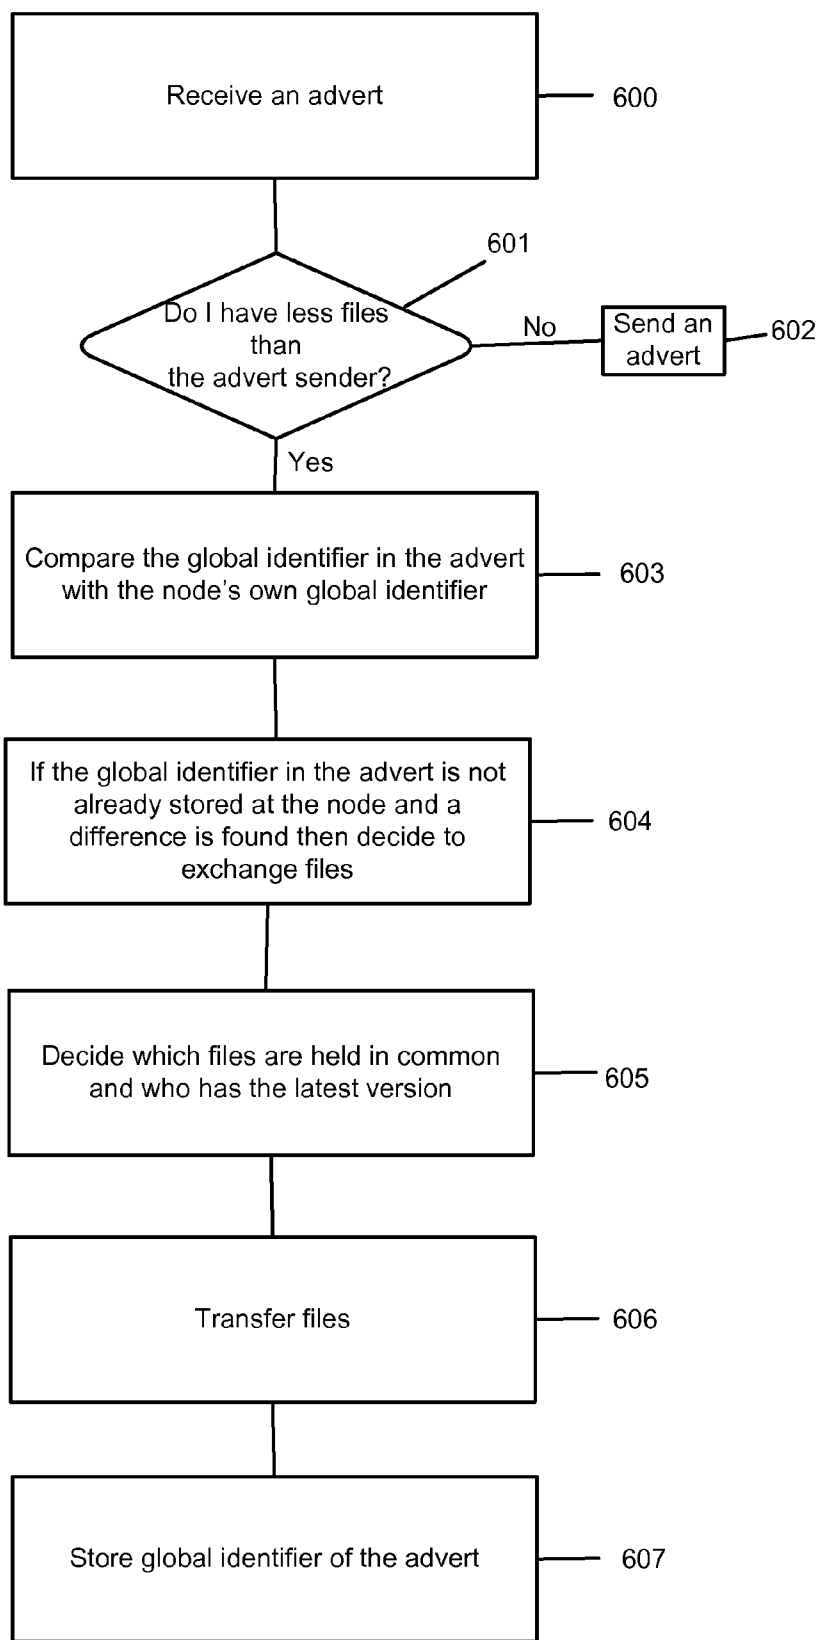 Receive an advert
600
601
Do I have less files
than
the advert sender?
No
Send an
advert
602
Yes
Compare the global identifier in the advert
with the node's own global identifier
603
If the global identifier in the advert is not
already stored at the node and a
difference is found then decide to
exchange files
604
Decide which files are held in common
and who has the latest version
605
Transfer files
606
Store global identifier of the advert
607